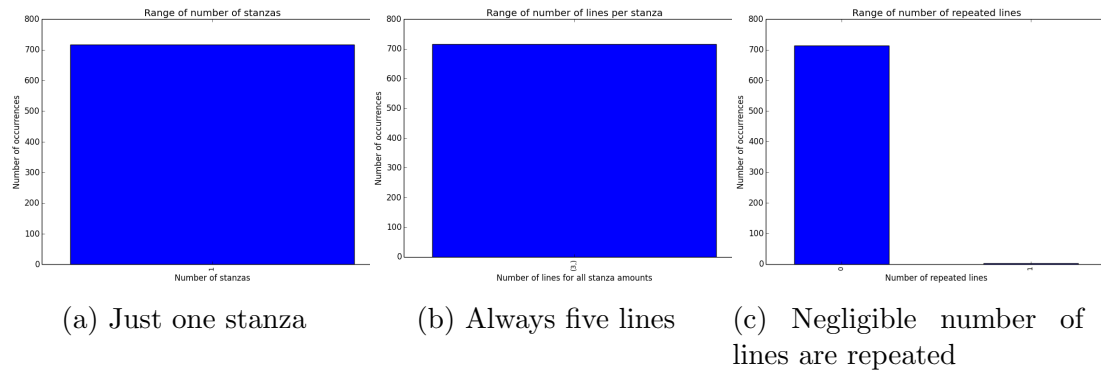 Range of number of stanzas
800
700
600
500
400
300
200
100
0
Number of occurrences
1
Number of stanzas
(a) Just one stanza
Range of number of lines per stanza
800
700
600
500
400
300
200
100
0
Number of occurrences
(3,)
Number of lines for all stanza amounts
(b) Always five lines
Range of number of repeated lines
800
700
600
500
400
300
200
100
0
Number of occurrences
0
1
Number of repeated lines
(c) Negligible number of
lines are repeated